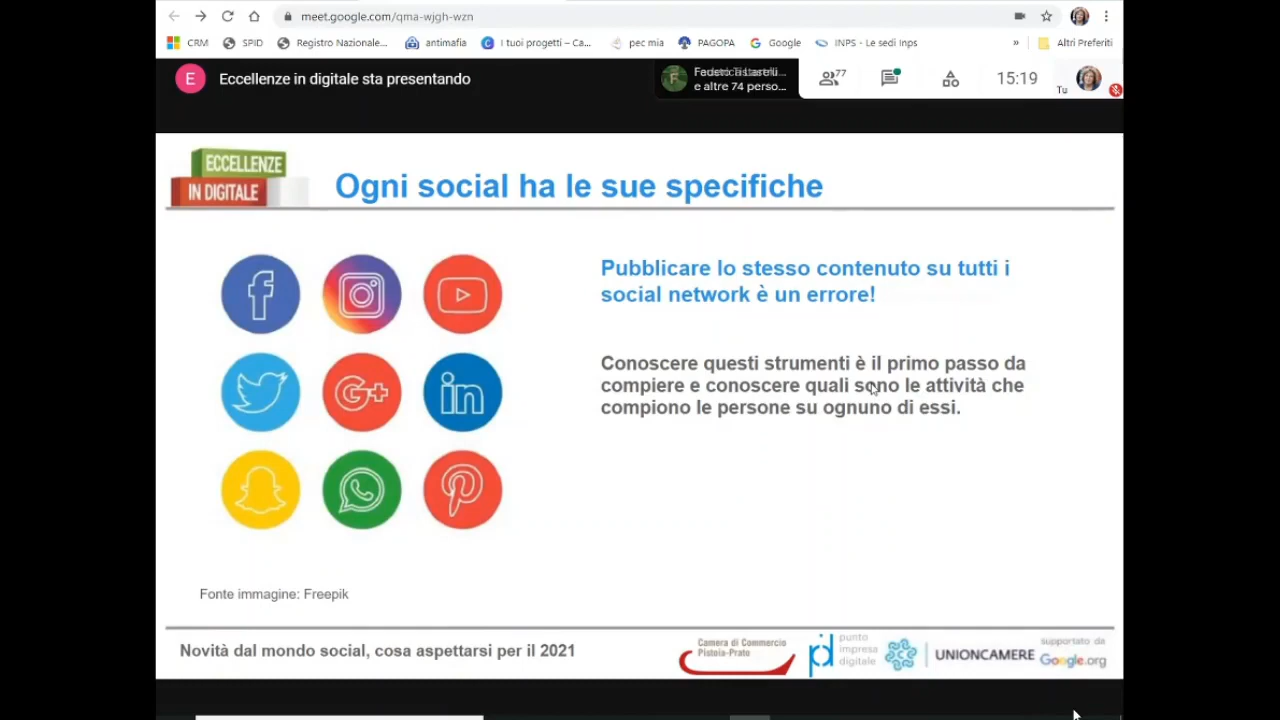 meet.google.com/qma-wjgh-wzn
CRM SPID Registro Nazionale... antimafia I tuoi progetti – Ca... pec mia PAGOPA Google INPS - Le sedi Inps » Altri Preferiti
E Eccellenze in digitale sta presentando
F
e altre 74 perso...
77
15:19
Tu
ECCELLENZE
IN DIGITALE
Ogni social ha le sue specifiche
Pubblicare lo stesso contenuto su tutti i
social network è un errore!
Conoscere questi strumenti è il primo passo da
compiere e conoscere quali sono le attività che
compiono le persone su ognuno di essi.
f
G+ in
Fonte immagine: Freepik
Novità dal mondo social, cosa aspettarsi per il 2021
Camera di Commercio
Pistoia-Prato
pid
punto
impresa
digitale
UNIONCAMERE
supportato da
Google.org